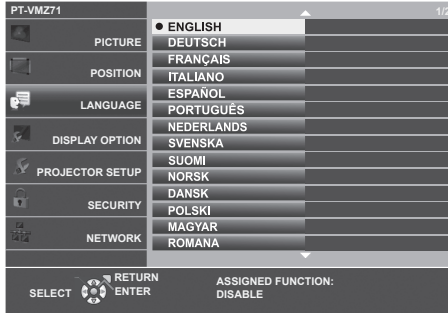 PT-VMZ71
1/2
PICTURE
POSITION
LANGUAGE
DISPLAY OPTION
PROJECTOR SETUP
SECURITY
NETWORK
ENGLISH
DEUTSCH
FRANÇAIS
ITALIANO
ESPAÑOL
PORTUGUÊS
NEDERLANDS
SVENSKA
SUOMI
NORSK
DANSK
POLSKI
MAGYAR
ROMANA
SELECT
RETURN
ENTER
ASSIGNED FUNCTION:
DISABLE